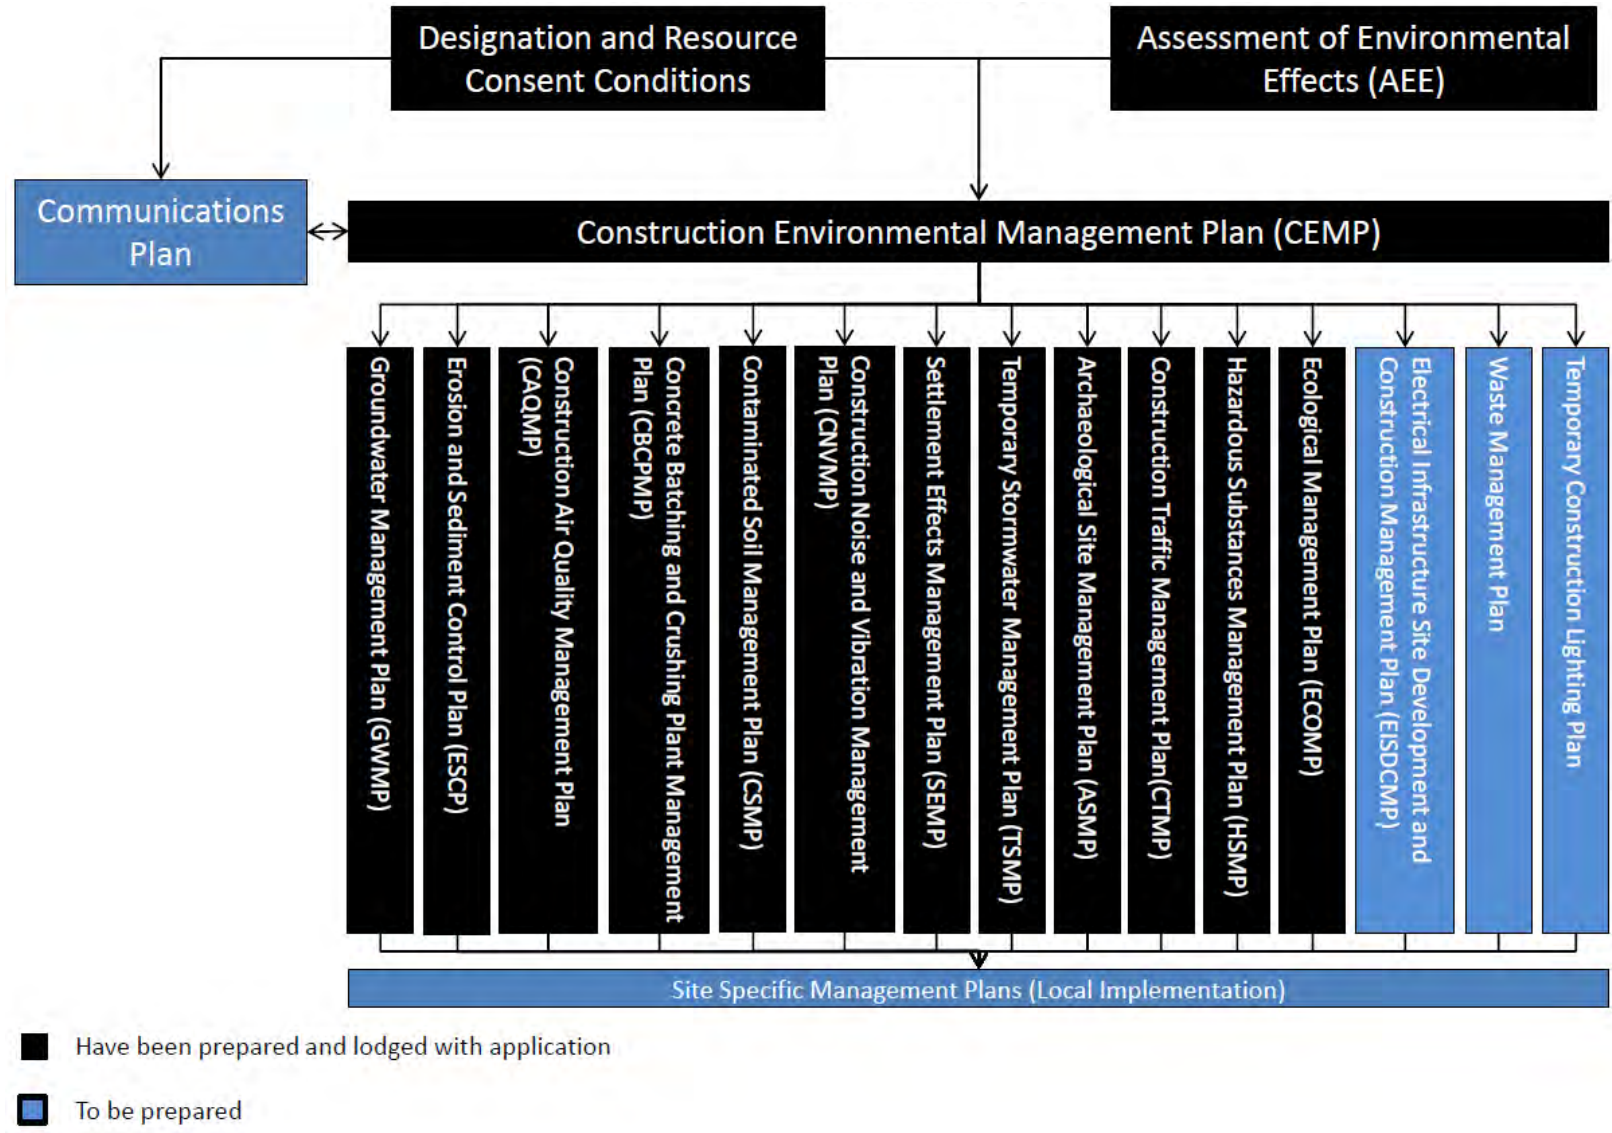 Designation and Resource
Consent Conditions
Assessment of Environmental
Effects (AEE)
Communications
Plan
Construction Environmental Management Plan (CEMP)
Groundwater Management Plan (GWMP)
Erosion and Sediment Control Plan (ESCP)
Construction Air Quality Management Plan
(CAQMP)
Concrete Batching and Crushing Plant Management
Plan (CBCPMP)
Contaminated Soil Management Plan (CSMP)
Construction Noise and Vibration Management
Plan (CNVMP)
Settlement Effects Management Plan (SEMP)
Temporary Stormwater Management Plan (TSMP)
Archaeological Site Management Plan (ASMP)
Construction Traffic Management Plan(CTMP)
Hazardous Substances Management Plan (HSMP)
Ecological Management Plan (ECOMP)
Electrical Infrastructure Site Development and
Construction Management Plan (EISDCMP)
Waste Management Plan
Temporary Construction Lighting Plan
Site Specific Management Plans (Local Implementation)
Have been prepared and lodged with application
To be prepared